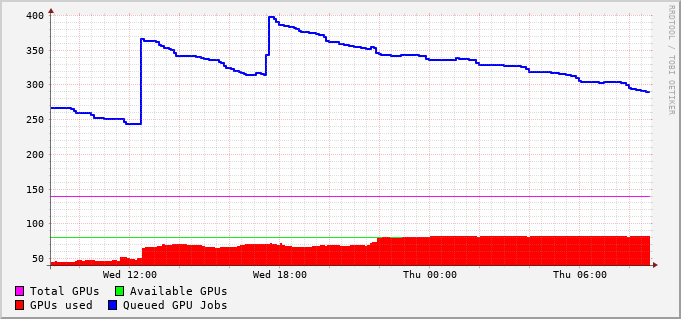 400
350
300
250
200
150
100
50
Wed 12:00 Wed 18:00 Thu 00:00 Thu 06:00
Total GPUs Available GPUs
GPUs used Queued GPU Jobs
RRDTOOL / TOBI OETIKER